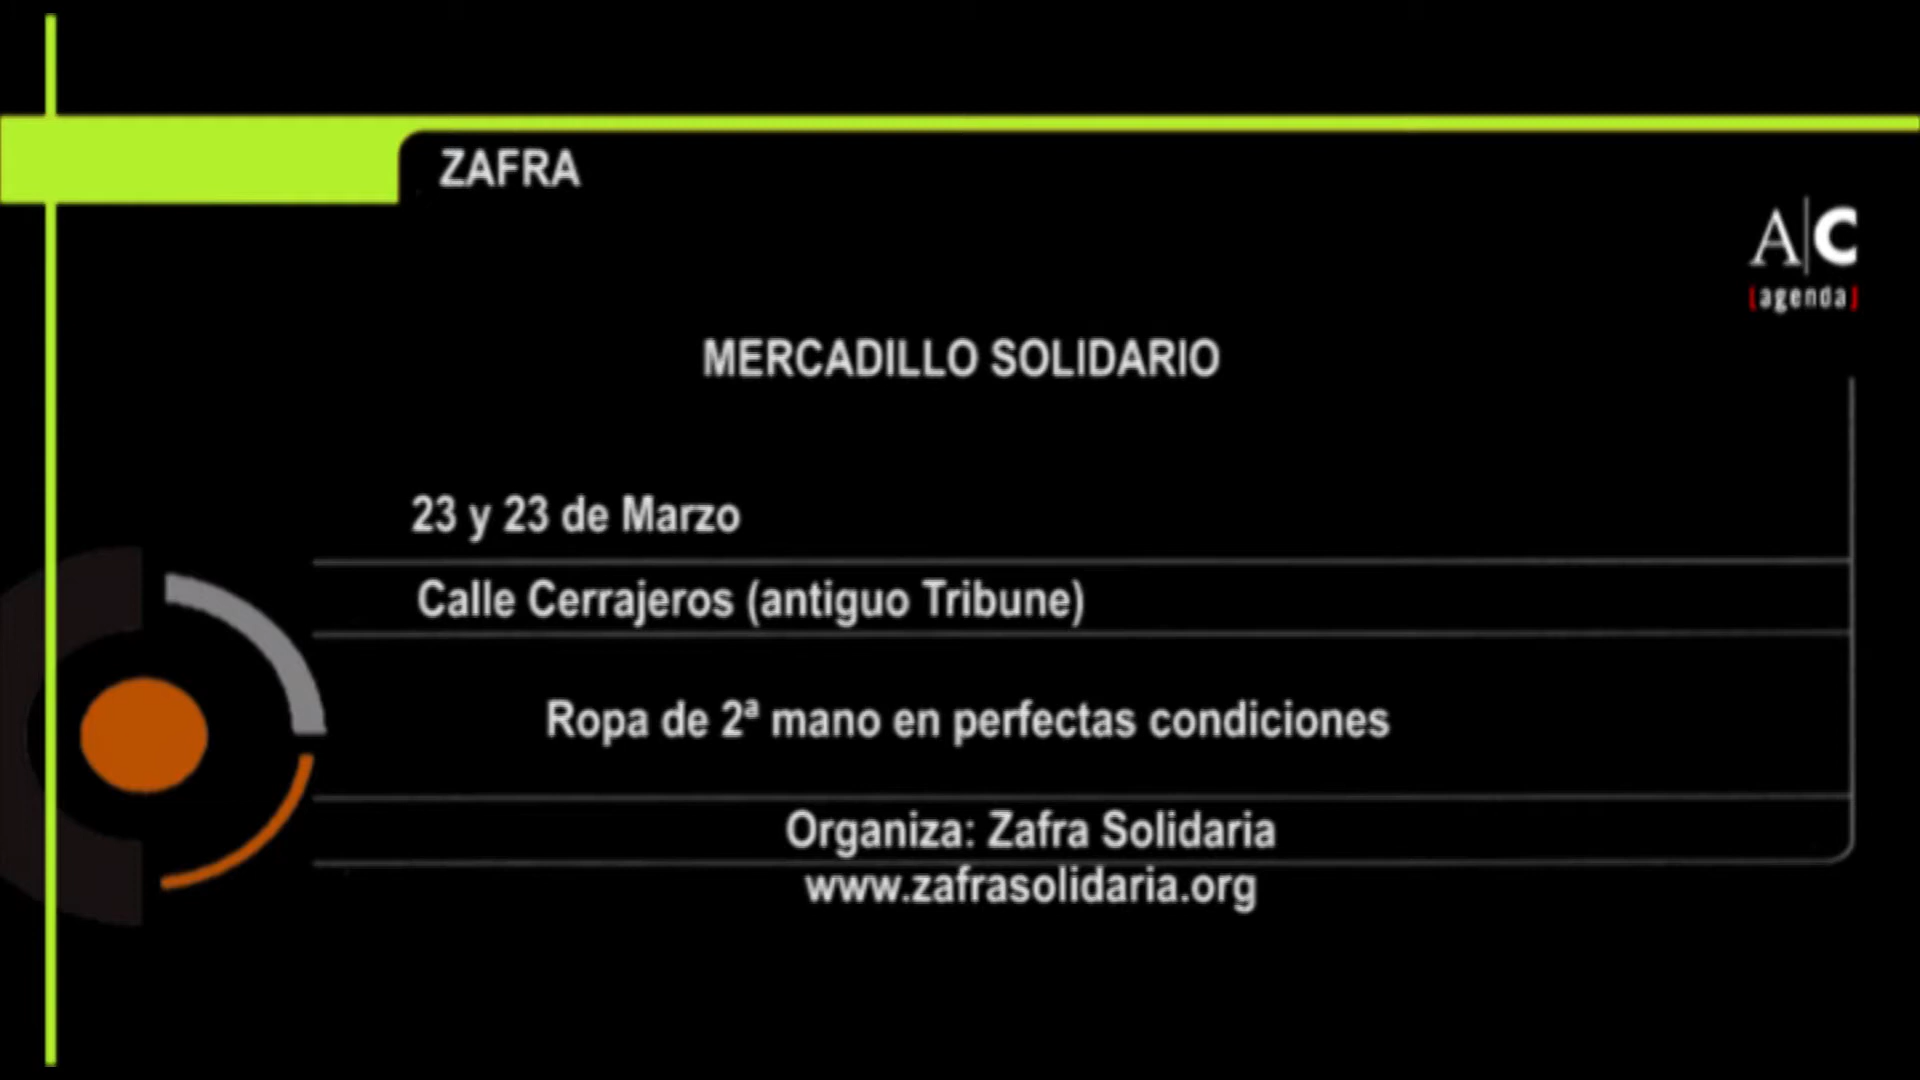 ZAFRA
A|C
[agenda]
MERCADILLO SOLIDARIO
23 y 23 de Marzo
Calle Cerrajeros (antiguo Tribune)
Ropa de 2ª mano en perfectas condiciones
Organiza: Zafra Solidaria
www.zafrasolidaria.org